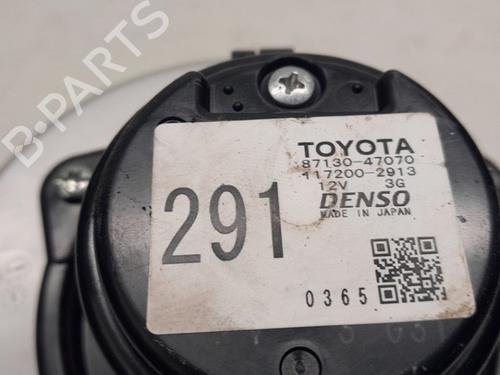 B-PARTS
TOYOTA
87130-47070
117200-2913
12V 3G
DENSO
MADE IN JAPAN
291
0365